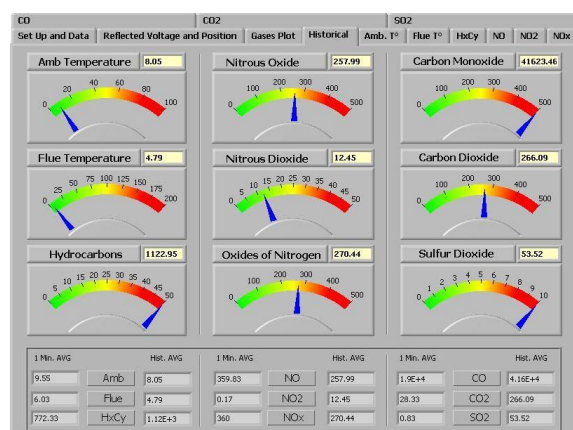 CO CO2 SO2
Set Up and Data Reflected Voltage and Position Gases Plot Historical Amb. Tº Flue Tº HxCy NO NO2 NOx
Amb Temperature 8.05 Nitrous Oxide 257.99 Carbon Monoxide 41623.46
0 20 40 60 80 100
0 100 200 300 400 500
0 100 200 300 400 500
Flue Temperature 4.79 Nitrous Dioxide 12.45 Carbon Dioxide 266.09
0 25 50 75 100 125 150 175 200
0 5 10 15 20 25 30 35 40 45 50
0 100 200 300 400 500
Hydrocarbons 1122.95 Oxides of Nitrogen 270.44 Sulfur Dioxide 53.52
0 5 10 15 20 25 30 35 40 45 50
0 100 200 300 400 500
0 1 2 3 4 5 6 7 8 9 10
1 Min. AVG Hist. AVG 1 Min. AVG Hist. AVG 1 Min. AVG Hist. AVG
9.55 Amb 8.05 359.83 NO 257.99 1.9E+4 CO 4.16E+4
6.03 Flue 4.79 0.17 NO2 12.45 28.33 CO2 266.09
772.33 HxCy 1.12E+3 360 NOx 270.44 0.83 SO2 53.52